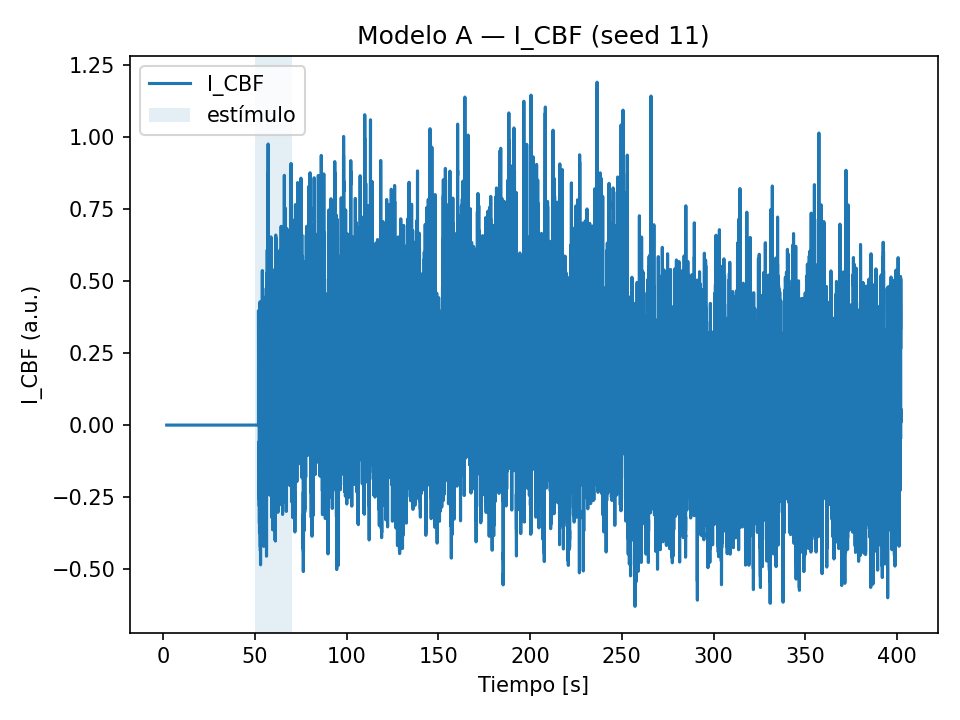 Modelo A — I_CBF (seed 11)
I_CBF
estímulo
1.25
1.00
0.75
0.50
0.25
0.00
−0.25
−0.50
I_CBF (a.u.)
0 50 100 150 200 250 300 350 400
Tiempo [s]